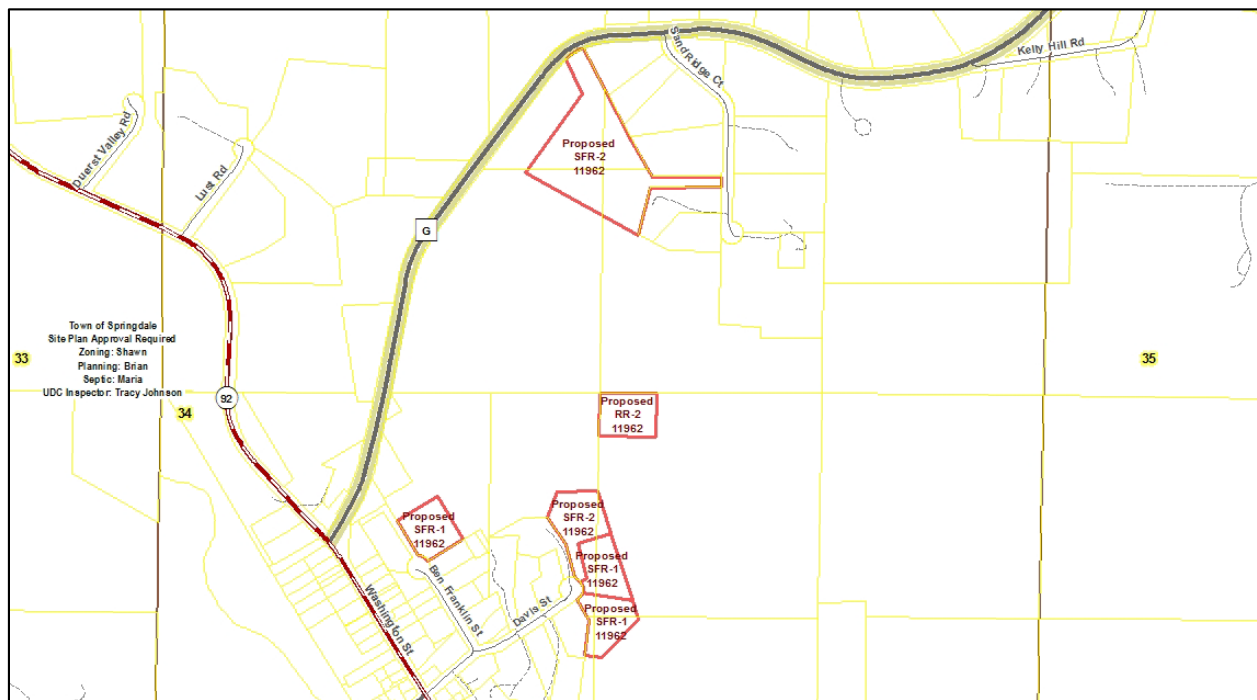 Kelly Hill Rd
Sand Ridge Ct
Duerst Valley Rd
Lust Rd
Proposed
SFR-2
11962
G
Town of Springdale
Site Plan Approval Required
Zoning: Shawn
Planning: Brian
Septic: Maria
UDC Inspector: Tracy Johnson
33
35
92
34
Proposed
RR-2
11962
Proposed
SFR-1
11962
Proposed
SFR-2
11962
Proposed
SFR-1
11962
Proposed
SFR-1
11962
Washington St
Ben Franklin St
Davis St